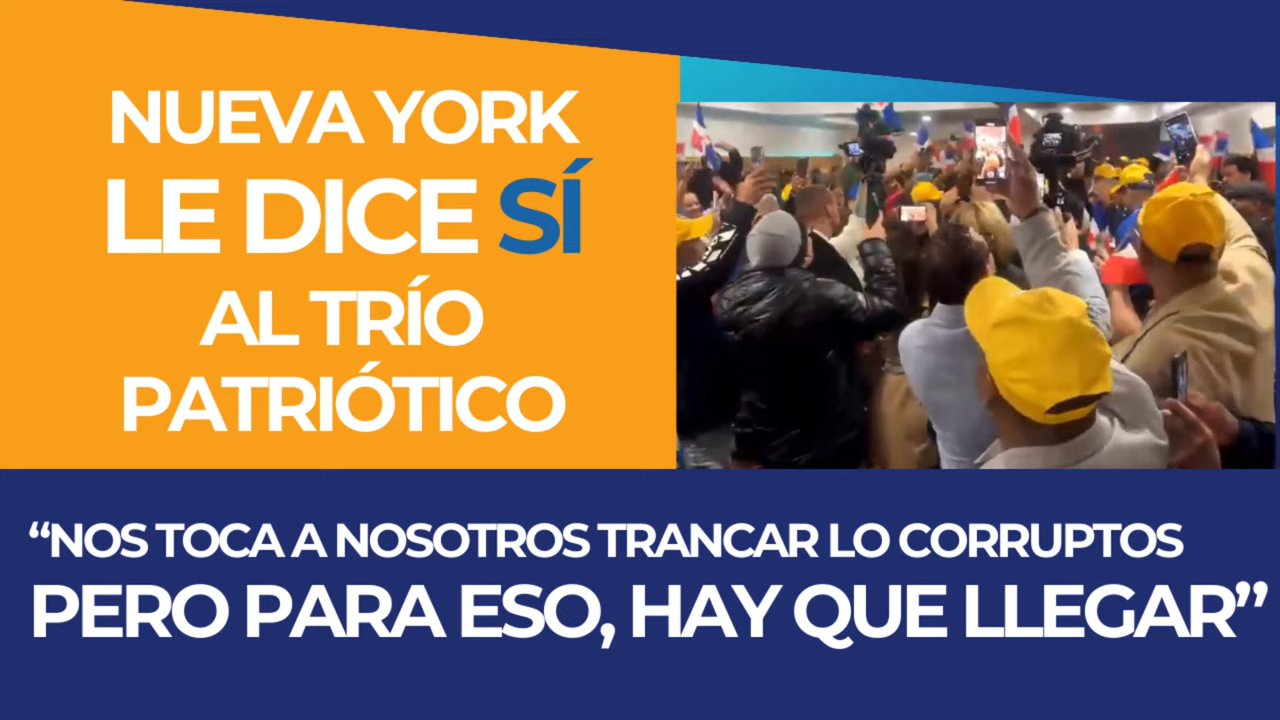 NUEVA YORK
LE DICE SÍ
AL TRÍO
PATRIÓTICO
“NOS TOCA A NOSOTROS TRANCAR LO CORRUPTOS
PERO PARA ESO, HAY QUE LLEGAR”